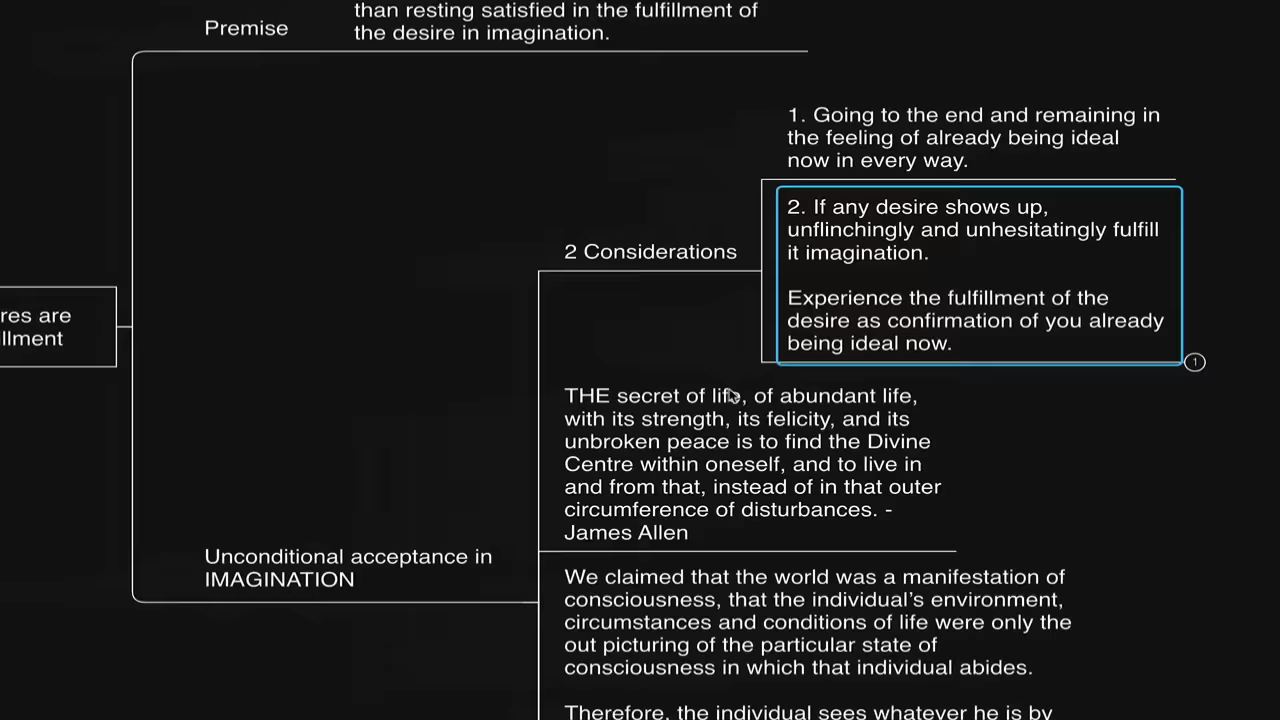 than resting satisfied in the fulfillment of
the desire in imagination.
Premise
1. Going to the end and remaining in
the feeling of already being ideal
now in every way.
2. If any desire shows up,
unflinchingly and unhesitatingly fulfill
it imagination.
Experience the fulfillment of the
desire as confirmation of you already
being ideal now.
1
2 Considerations
res are
illment
THE secret of life, of abundant life,
with its strength, its felicity, and its
unbroken peace is to find the Divine
Centre within oneself, and to live in
and from that, instead of in that outer
circumference of disturbances. -
James Allen
Unconditional acceptance in
IMAGINATION
We claimed that the world was a manifestation of
consciousness, that the individual’s environment,
circumstances and conditions of life were only the
out picturing of the particular state of
consciousness in which that individual abides.
Therefore, the individual sees whatever he is by